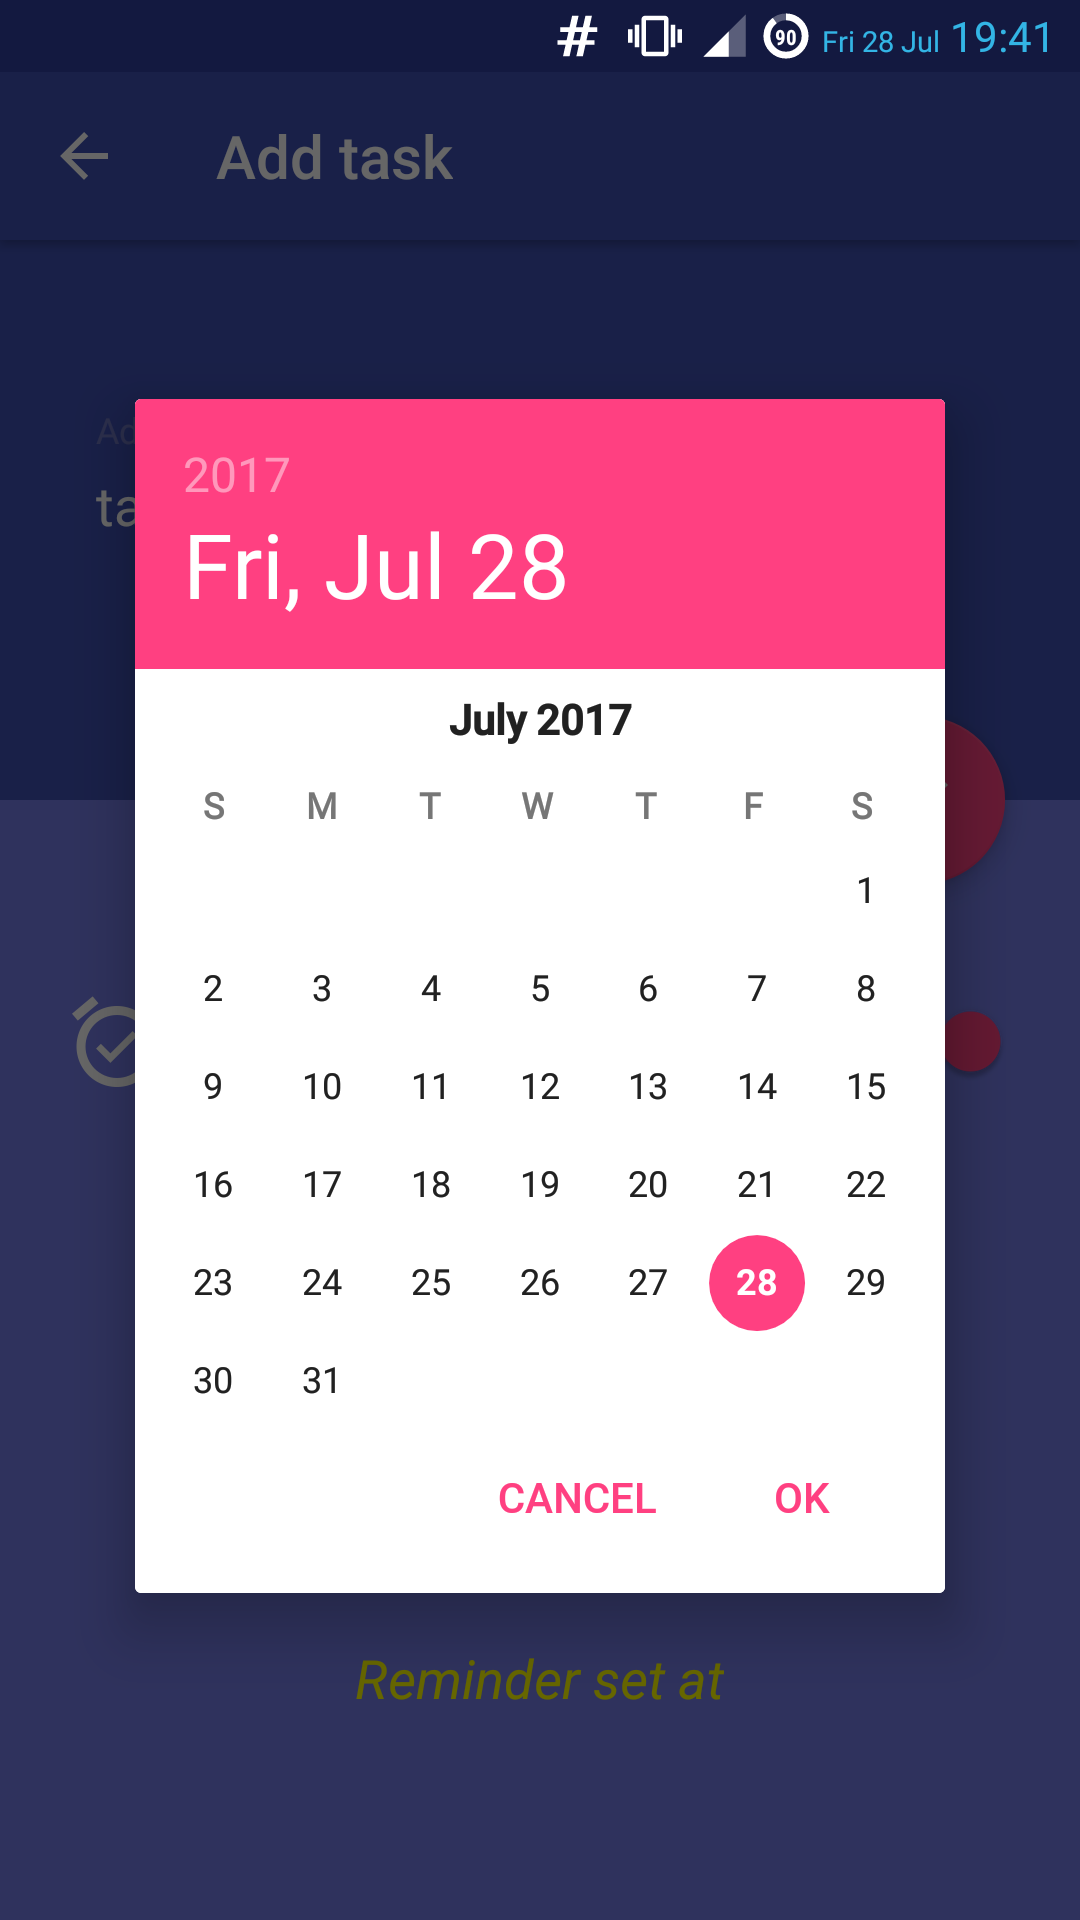 # 90 Fri 28 Jul 19:41
Add task
2017
Fri, Jul 28
July 2017
S M T W T F S
1
2 3 4 5 6 7 8
9 10 11 12 13 14 15
16 17 18 19 20 21 22
23 24 25 26 27 28 29
30 31
CANCEL OK
Reminder set at